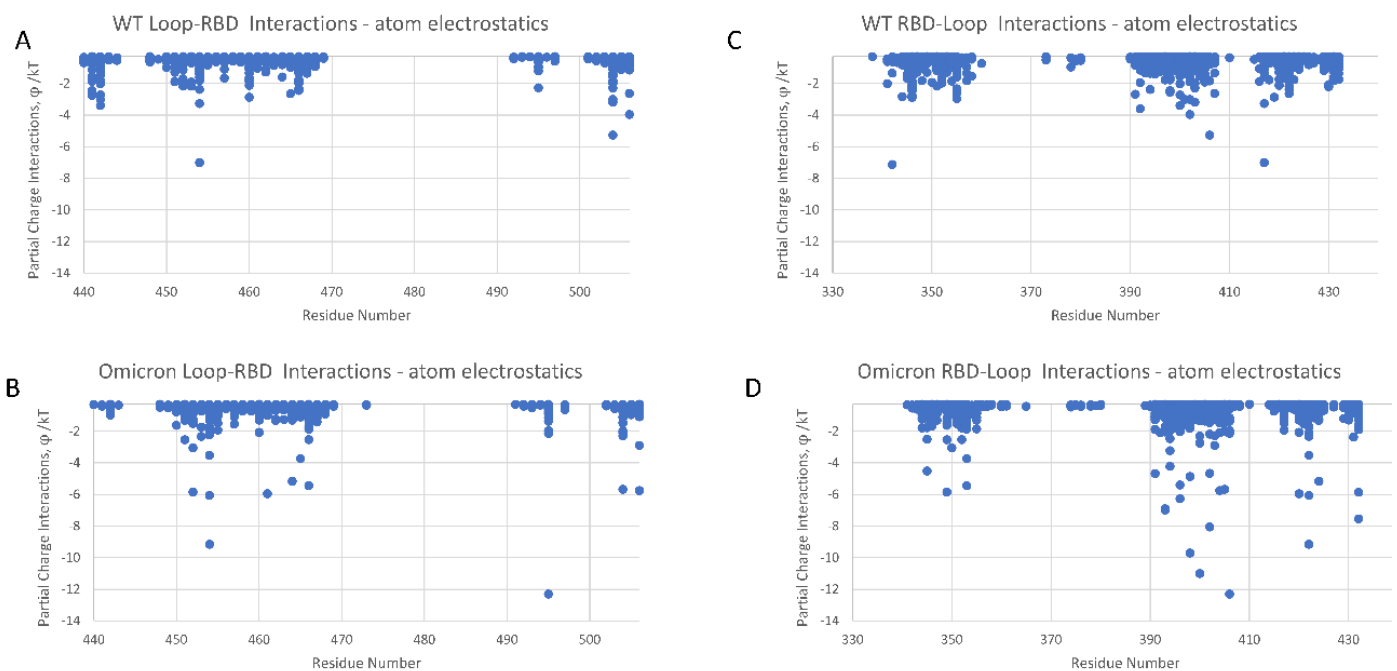 A
WT Loop-RBD Interactions - atom electrostatics
Partial Charge Interactions, φ /kT
-2
-4
-6
-8
-10
-12
-14
440 450 460 470 480 490 500
Residue Number
C
WT RBD-Loop Interactions - atom electrostatics
Partial Charge Interactions, φ /kT
-2
-4
-6
-8
-10
-12
-14
330 350 370 390 410 430
Residue Number
B
Omicron Loop-RBD Interactions - atom electrostatics
Partial Charge Interactions, φ/kT
-2
-4
-6
-8
-10
-12
-14
440 450 460 470 480 490 500
Residue Number
D
Omicron RBD-Loop Interactions - atom electrostatics
Partial Charge Interactions, φ/kT
-2
-4
-6
-8
-10
-12
-14
330 350 370 390 410 430
Residue Number